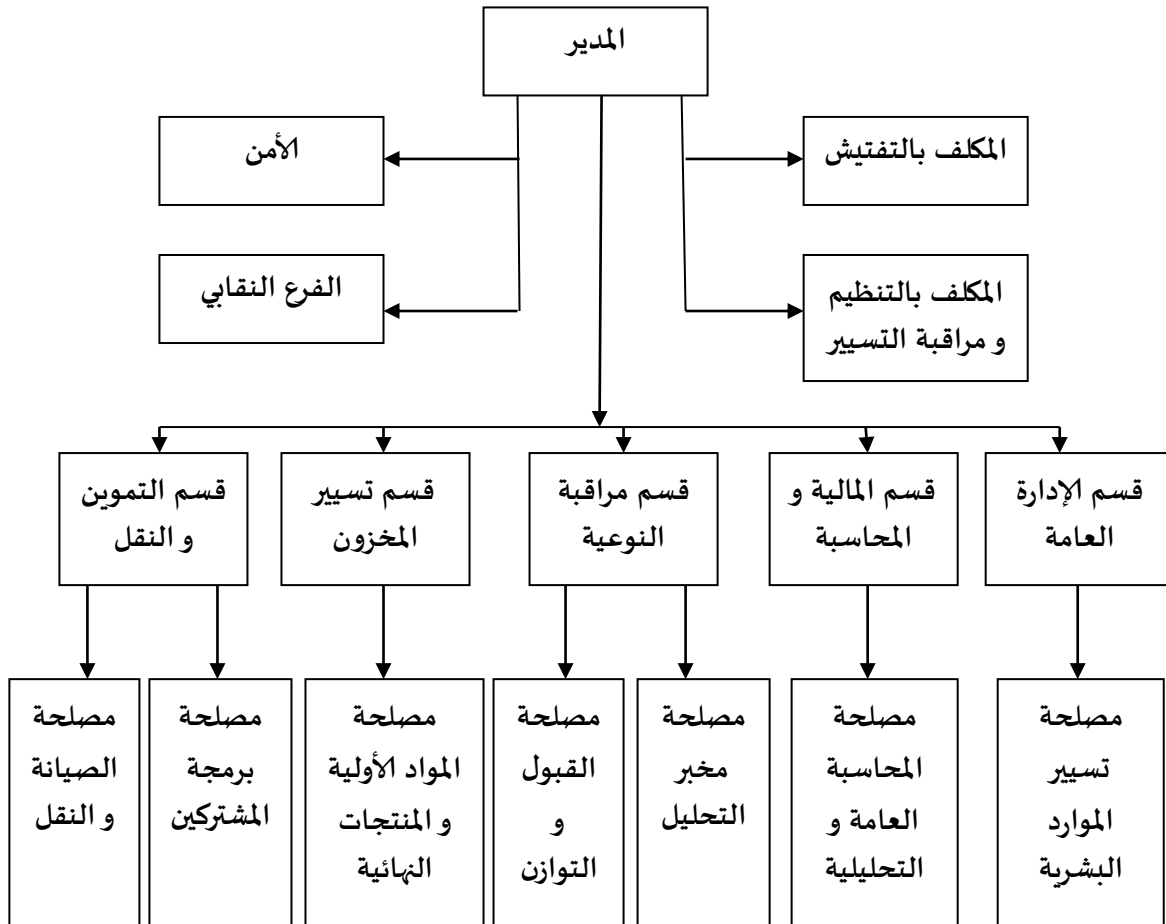 المدير
المكلف بالتفتيش
الأمن
المكلف بالتنظيم
و مراقبة التسيير
الفرع النقابي
قسم الإدارة
العامة
قسم المالية و
المحاسبة
قسم مراقبة
النوعية
قسم تسيير
المخزون
قسم التموين
و النقل
مصلحة
تسيير
الموارد
البشرية
مصلحة
المحاسبة
العامة و
التحليلية
مصلحة
مخبر
التحليل
مصلحة
القبول
و
التوازن
مصلحة
المواد الأولية
و المنتجات
النهائية
مصلحة
برمجة
المشتركين
مصلحة
الصيانة
و النقل